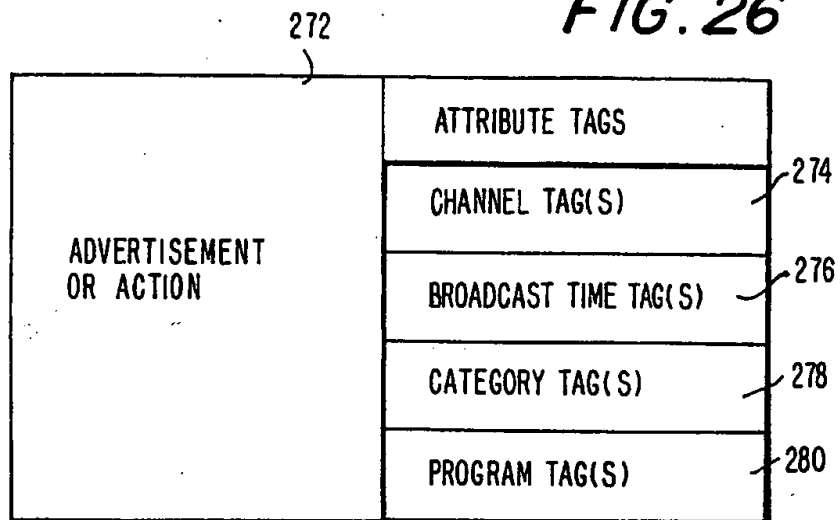 FIG. 26
272
ADVERTISEMENT
OR ACTION
ATTRIBUTE TAGS
CHANNEL TAG(S)
274
BROADCAST TIME TAG(S)
276
CATEGORY TAG(S)
278
PROGRAM TAG(S)
280